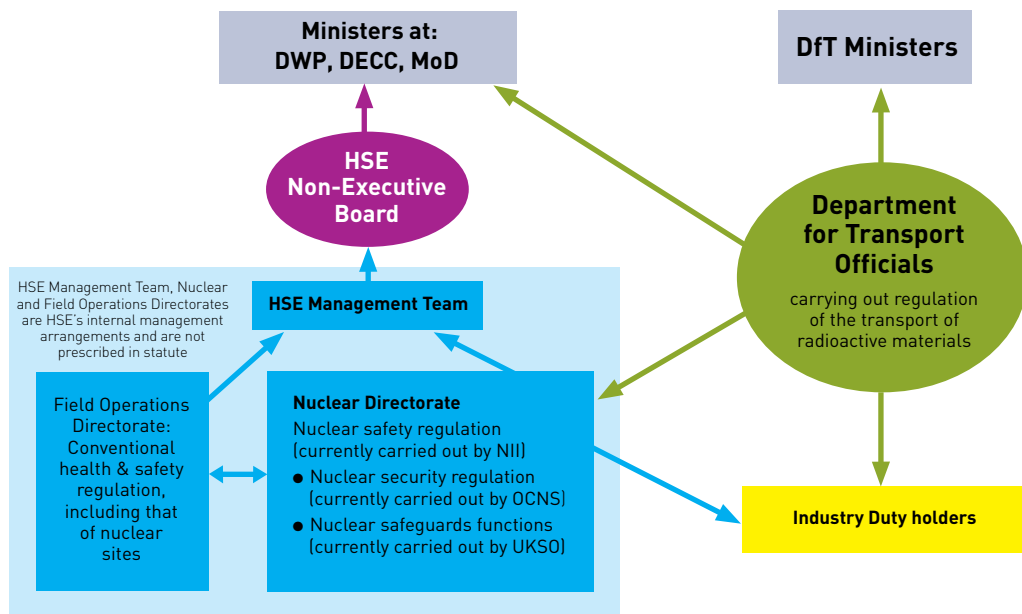 Ministers at:
DWP, DECC, MoD
DfT Ministers
HSE
Non-Executive
Board
Department
for Transport
Officials
carrying out regulation
of the transport of
radioactive materials
HSE Management Team, Nuclear
and Field Operations Directorates
are HSE’s internal management
arrangements and are not
prescribed in statute
HSE Management Team
Field Operations
Directorate:
Conventional
health & safety
regulation,
including that
of nuclear
sites
Nuclear Directorate
Nuclear safety regulation
(currently carried out by NII)
● Nuclear security regulation
(currently carried out by OCNS)
● Nuclear safeguards functions
(currently carried out by UKSO)
Industry Duty holders